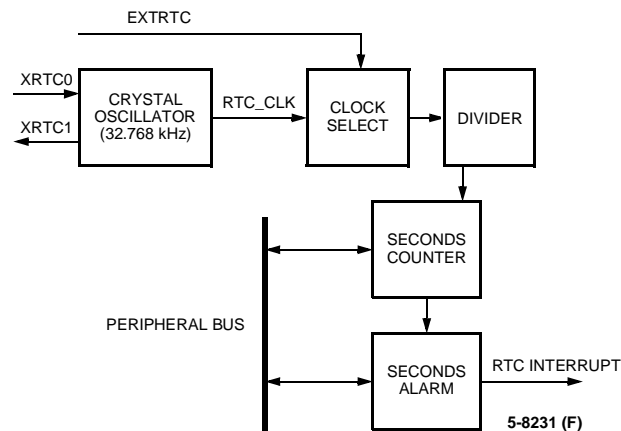 EXTRTC
XRTC0
XRTC1
CRYSTAL
OSCILLATOR
(32.768 kHz)
RTC_CLK
CLOCK
SELECT
DIVIDER
SECONDS
COUNTER
PERIPHERAL BUS
SECONDS
ALARM
RTC INTERRUPT
5-8231 (F)